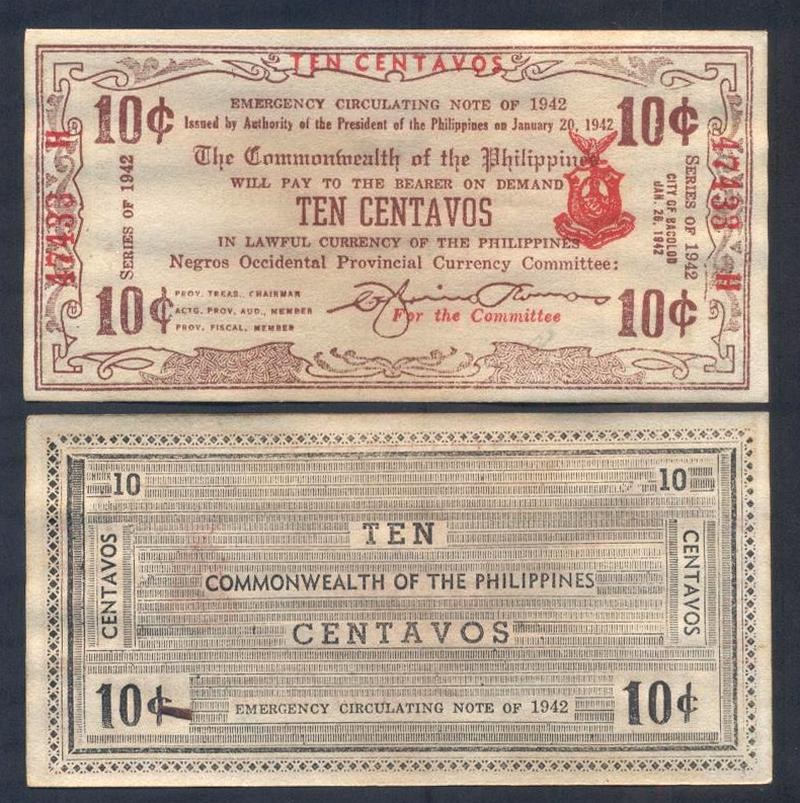 TEN CENTAVOS
10¢ 10¢
EMERGENCY CIRCULATING NOTE OF 1942
Issued by Authority of the President of the Philippines on January 20, 1942
The Commonwealth of the Philippines
WILL PAY TO THE BEARER ON DEMAND
TEN CENTAVOS
IN LAWFUL CURRENCY OF THE PHILIPPINES
Negros Occidental Provincial Currency Committee:
47433 H
SERIES OF 1942
SERIES OF 1942
CITY OF BACOLOD
JAN. 26, 1942
47433 H
10¢ 10¢
PROV. TREAS., CHAIRMAN
ACTG. PROV. AUD., MEMBER
PROV. FISCAL, MEMBER
For the Committee
10 10
TEN
CENTAVOS
COMMONWEALTH OF THE PHILIPPINES
CENTAVOS
CENTAVOS
10¢ 10¢
EMERGENCY CIRCULATING NOTE OF 1942